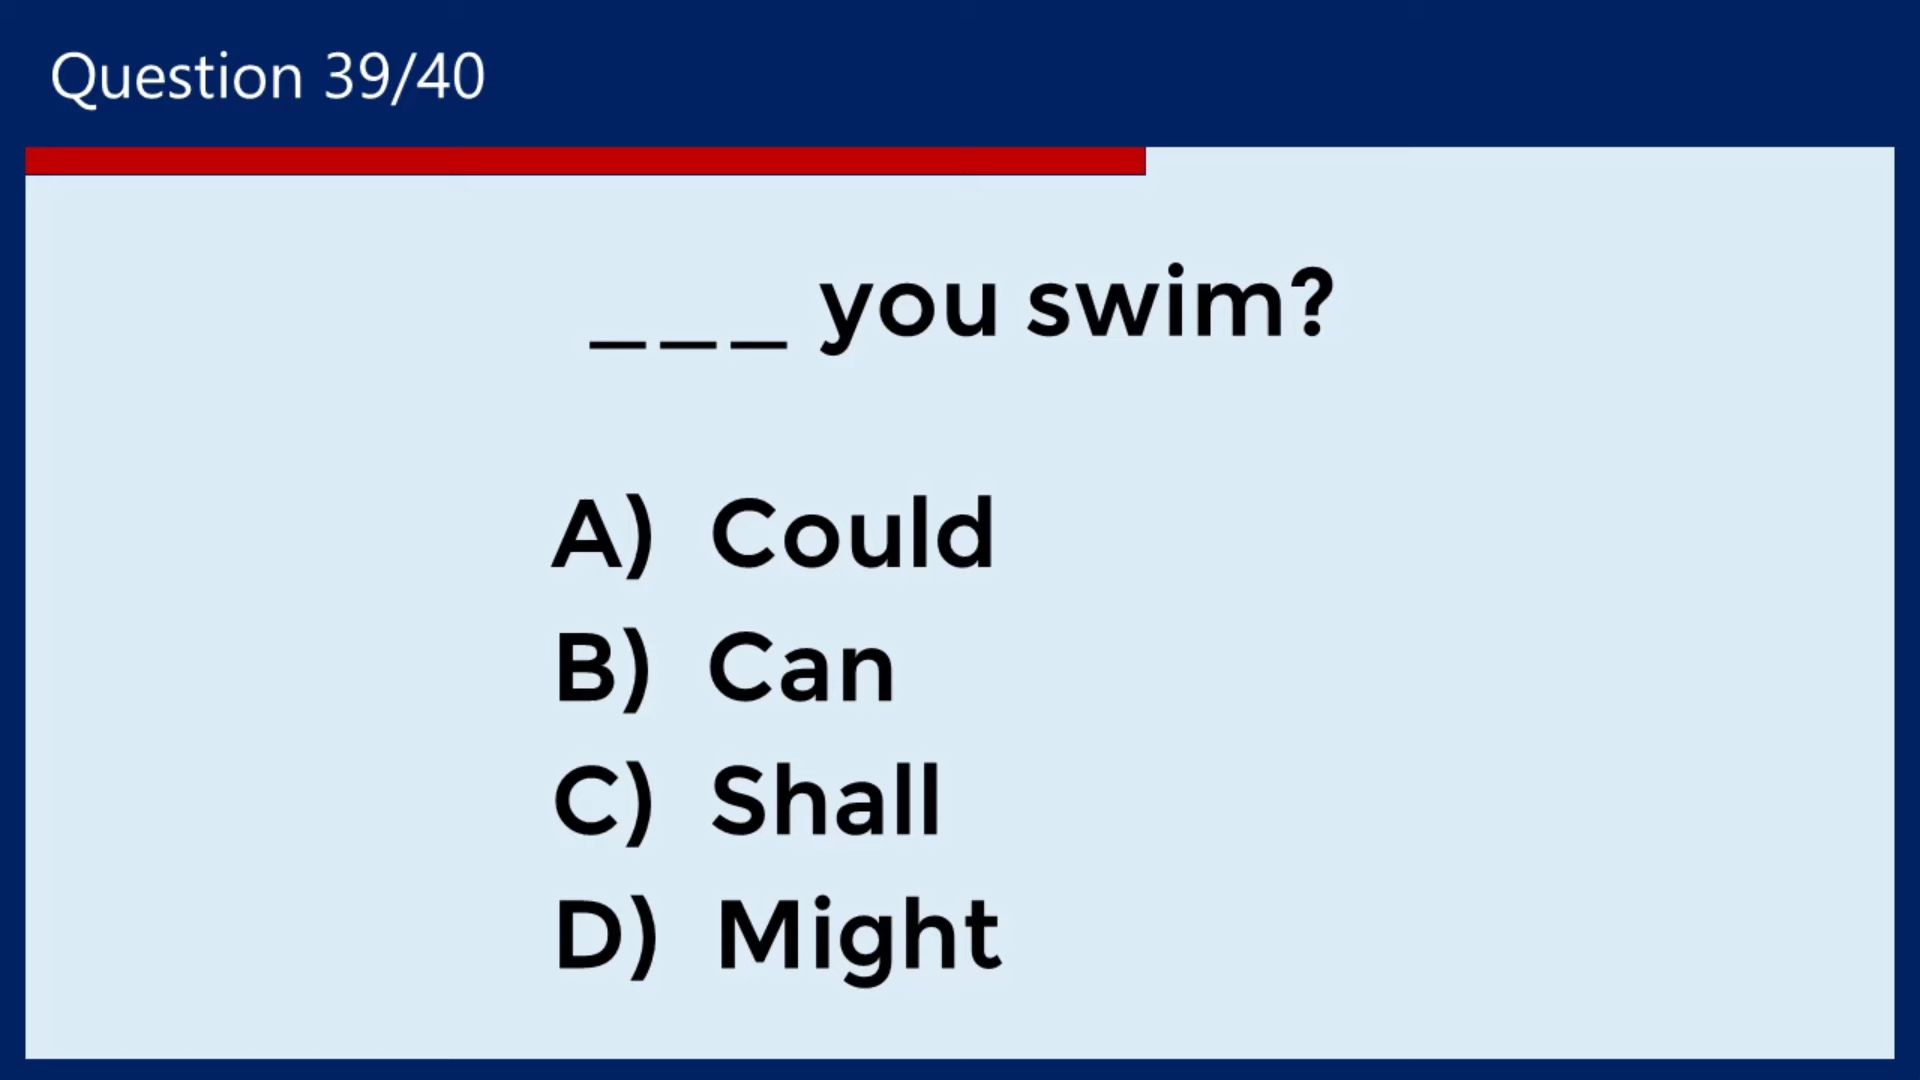 Question 39/40
___ you swim?
A) Could
B) Can
C) Shall
D) Might